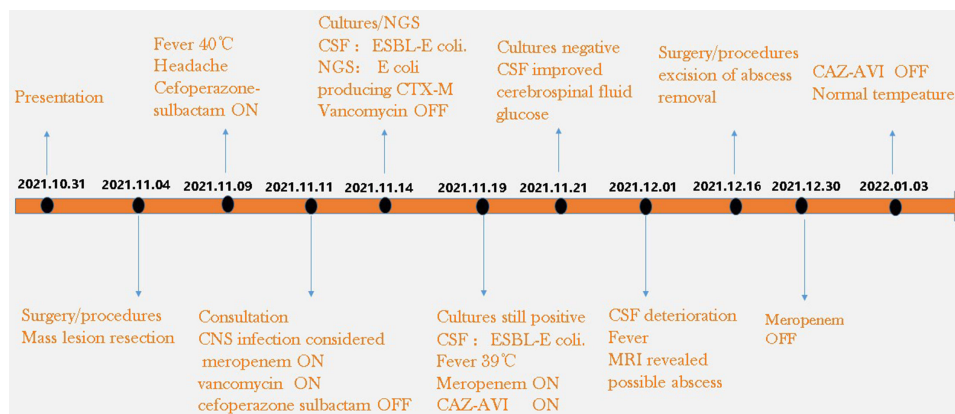 Presentation
Fever 40℃
Headache
Cefoperazone-
sulbactam ON
Cultures/NGS
CSF： ESBL-E coli.
NGS： E coli
producing CTX-M
Vancomycin OFF
Cultures negative
CSF improved
cerebrospinal fluid
glucose
Surgery/procedures
excision of abscess
removal
CAZ-AVI OFF
Normal tempeature
2021.10.31
2021.11.04
2021.11.09
2021.11.11
2021.11.14
2021.11.19
2021.11.21
2021.12.01
2021.12.16
2021.12.30
2022.01.03
Surgery/procedures
Mass lesion resection
Consultation
CNS infection considered
meropenem ON
vancomycin ON
cefoperazone sulbactam OFF
Cultures still positive
CSF： ESBL-E coli.
Fever 39℃
Meropenem ON
CAZ-AVI ON
CSF deterioration
Fever
MRI revealed
possible abscess
Meropenem
OFF